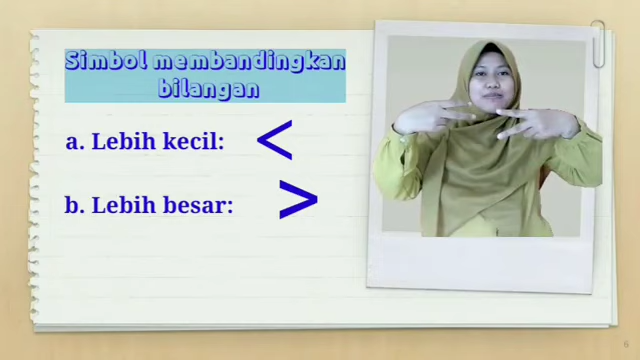 Simbol membandingkan
bilangan
a. Lebih kecil: <
b. Lebih besar: >
6